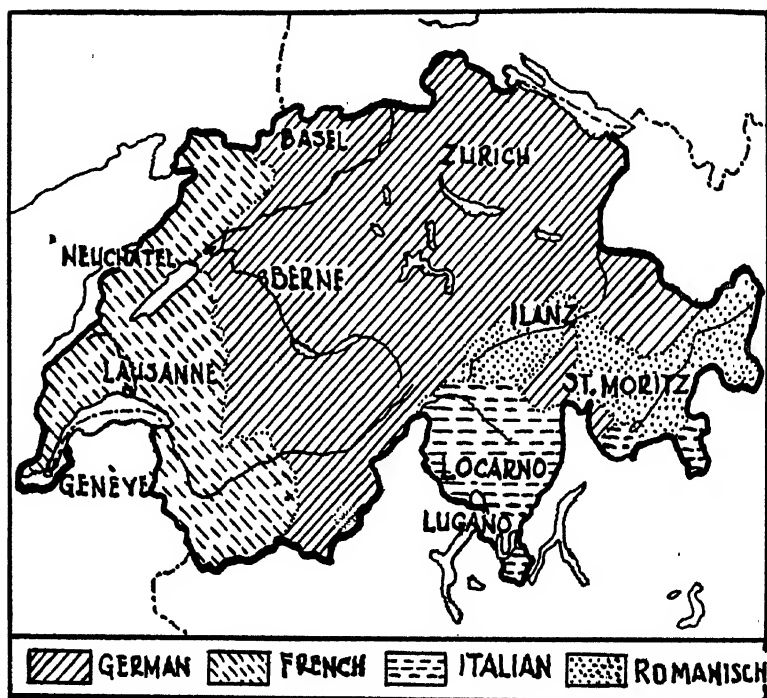 BASEL
ZURICH
NEUCHATEL
BERNE
ILANZ
LAUSANNE
ST. MORITZ
GENÈVE
LOCARNO
LUGANO
GERMAN FRENCH ITALIAN ROMANISCH